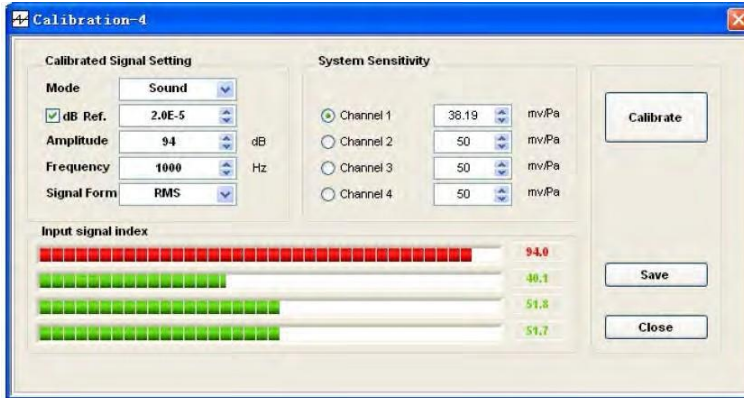 Calibration-4
Calibrated Signal Setting
Mode Sound
dB Ref. 2.0E-5
Amplitude 94 dB
Frequency 1000 Hz
Signal Form RMS
System Sensitivity
Channel 1 38.19 mv/Pa
Channel 2 50 mv/Pa
Channel 3 50 mv/Pa
Channel 4 50 mv/Pa
Calibrate
Input signal index
94.0
40.1
51.8
51.7
Save
Close